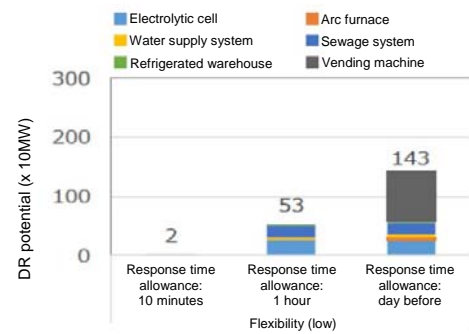 Electrolytic cell
Arc furnace
Water supply system
Sewage system
Refrigerated warehouse
Vending machine
DR potential (x 10MW)
300
200
100
0
2
53
143
Response time
allowance:
10 minutes
Response time
allowance:
1 hour
Response time
allowance:
day before
Flexibility (low)